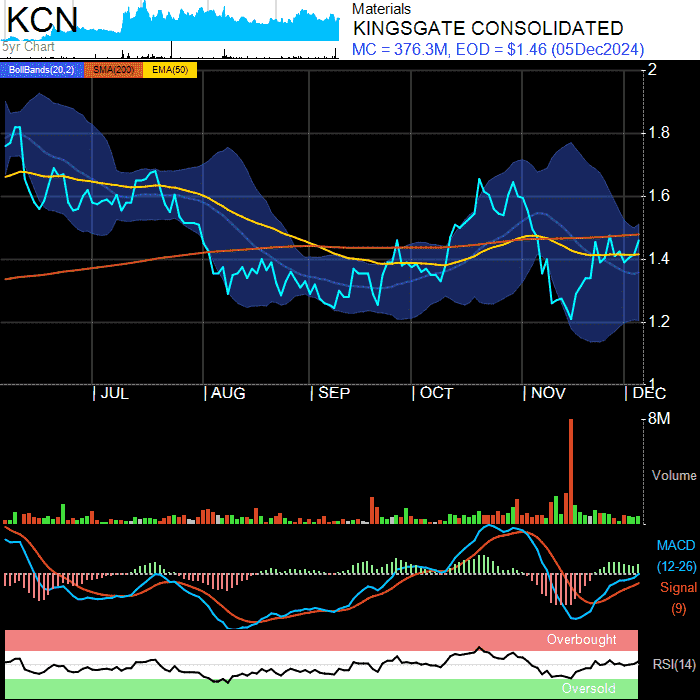 KCN
5yr Chart
Materials
KINGSGATE CONSOLIDATED
MC = 376.3M, EOD = $1.46 (05Dec2024)
BollBands(20,2) SMA(200) EMA(50)
2
1.8
1.6
1.4
1.2
1
JUL AUG SEP OCT NOV DEC
8M
Volume
MACD
(12-26)
Signal
(9)
Overbought
RSI(14)
Oversold